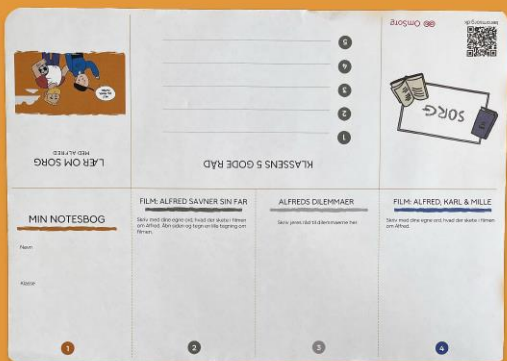 LÆR OM SORG
MED ALFRED
KLASSENS 5 GODE RÅD
1
2
3
4
5
SORG
OmSorg
MIN NOTESBOG
Navn
Klasse
1
FILM: ALFRED SAVNER SIN FAR
Skriv med dine egne ord, hvad der skete i filmen
om Alfred. Åbn siden og tegn en lille tegning om
filmen.
2
ALFREDS DILEMMAER
Skriv jeres råd til dilemmaerne her.
3
FILM: ALFRED, KARL & MILLE
Skriv med dine egne ord, hvad der skete i filmen
om Alfred.
4